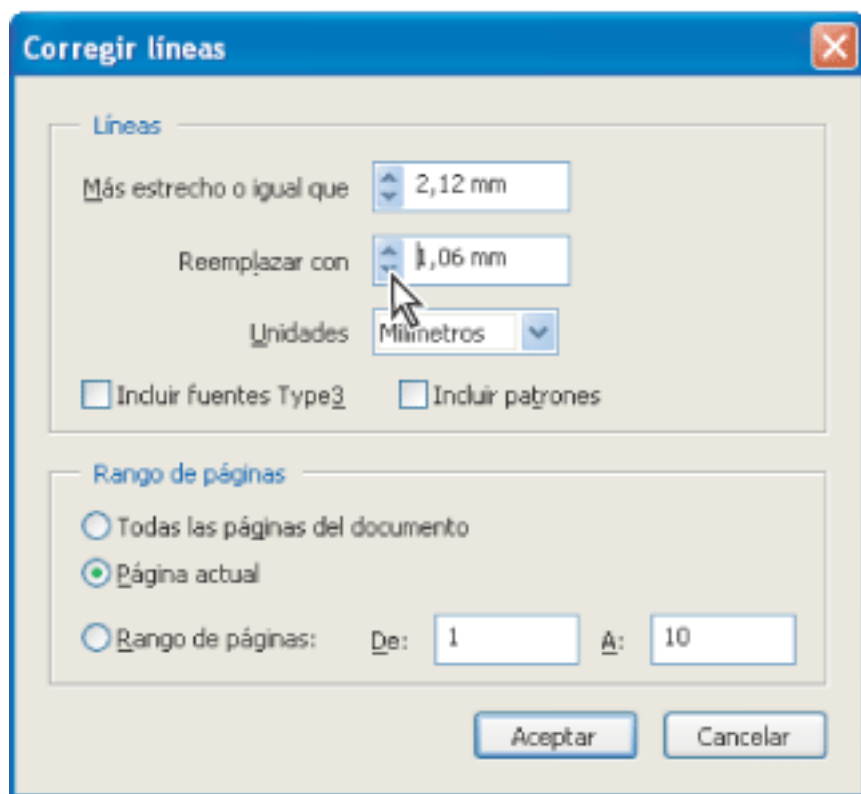 Corregir líneas
Líneas
Más estrecho o igual que 2,12 mm
Reemplazar con 1,06 mm
Unidades Milímetros
Incluir fuentes Type3 Incluir patrones
Rango de páginas
Todas las páginas del documento
Página actual
Rango de páginas: De: 1 A: 10
Aceptar Cancelar